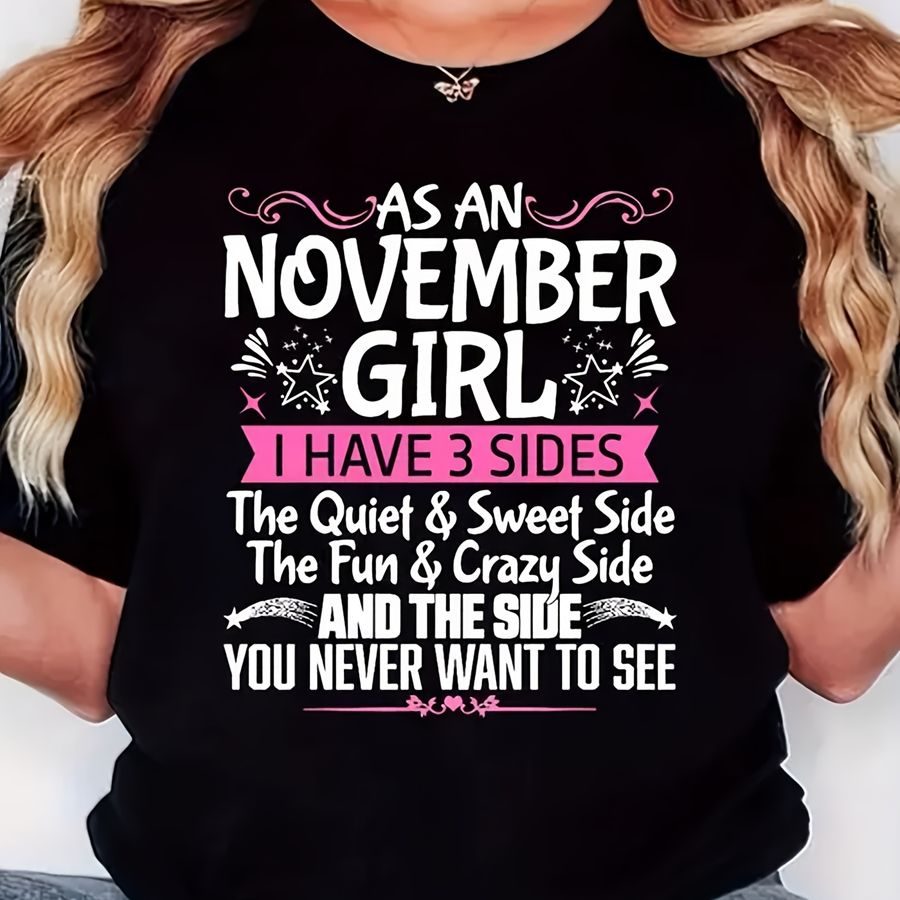 AS AN
NOVEMBER
GIRL
I HAVE 3 SIDES
The Quiet & Sweet Side
The Fun & Crazy Side
AND THE SIDE
YOU NEVER WANT TO SEE